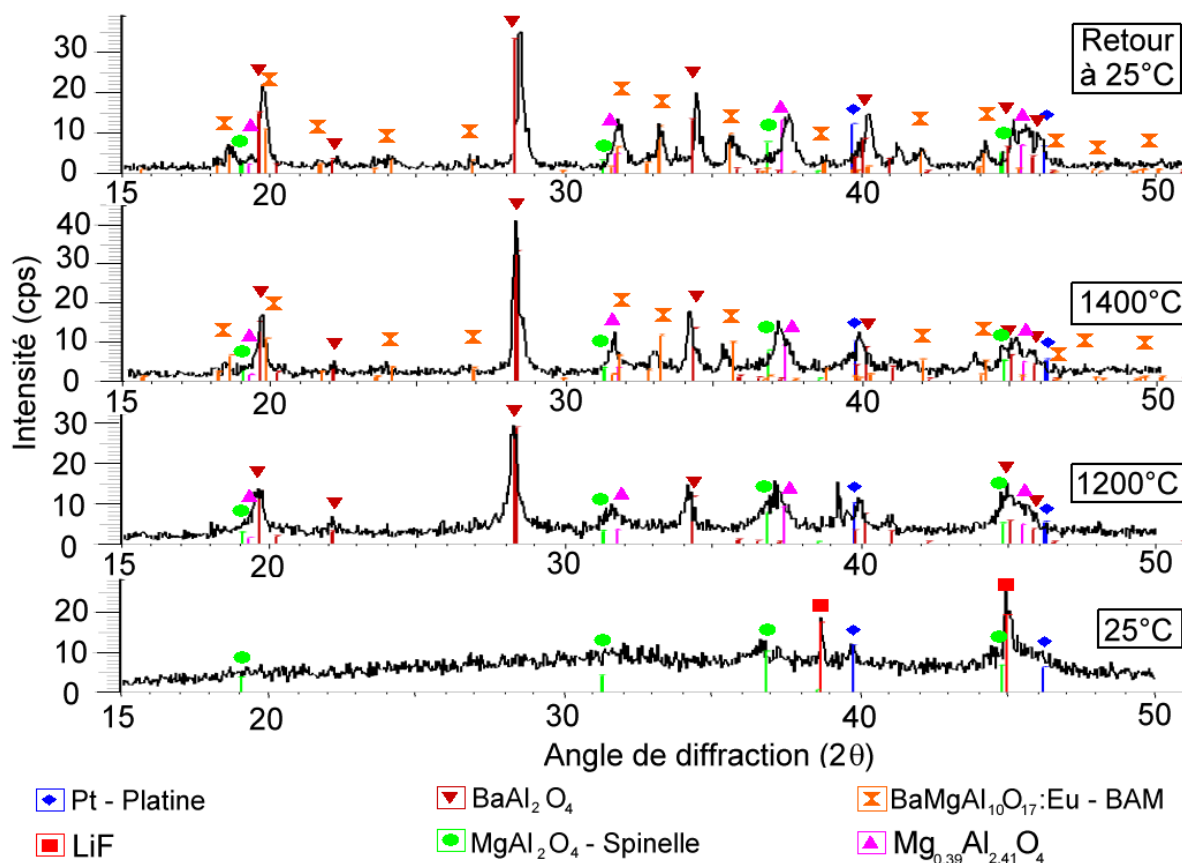 30
20
10
0
Retour
à 25°C
15 20 30 40 50
Intensité (cps)
40
30
20
10
0
1400°C
15 20 30 40 50
30
20
10
0
1200°C
15 20 30 40 50
20
10
0
25°C
15 20 30 40 50
Angle de diffraction (2θ)
Pt - Platine
BaAl2O4
BaMgAl10O17:Eu - BAM
LiF
MgAl2O4 - Spinelle
Mg0.39Al2.41O4